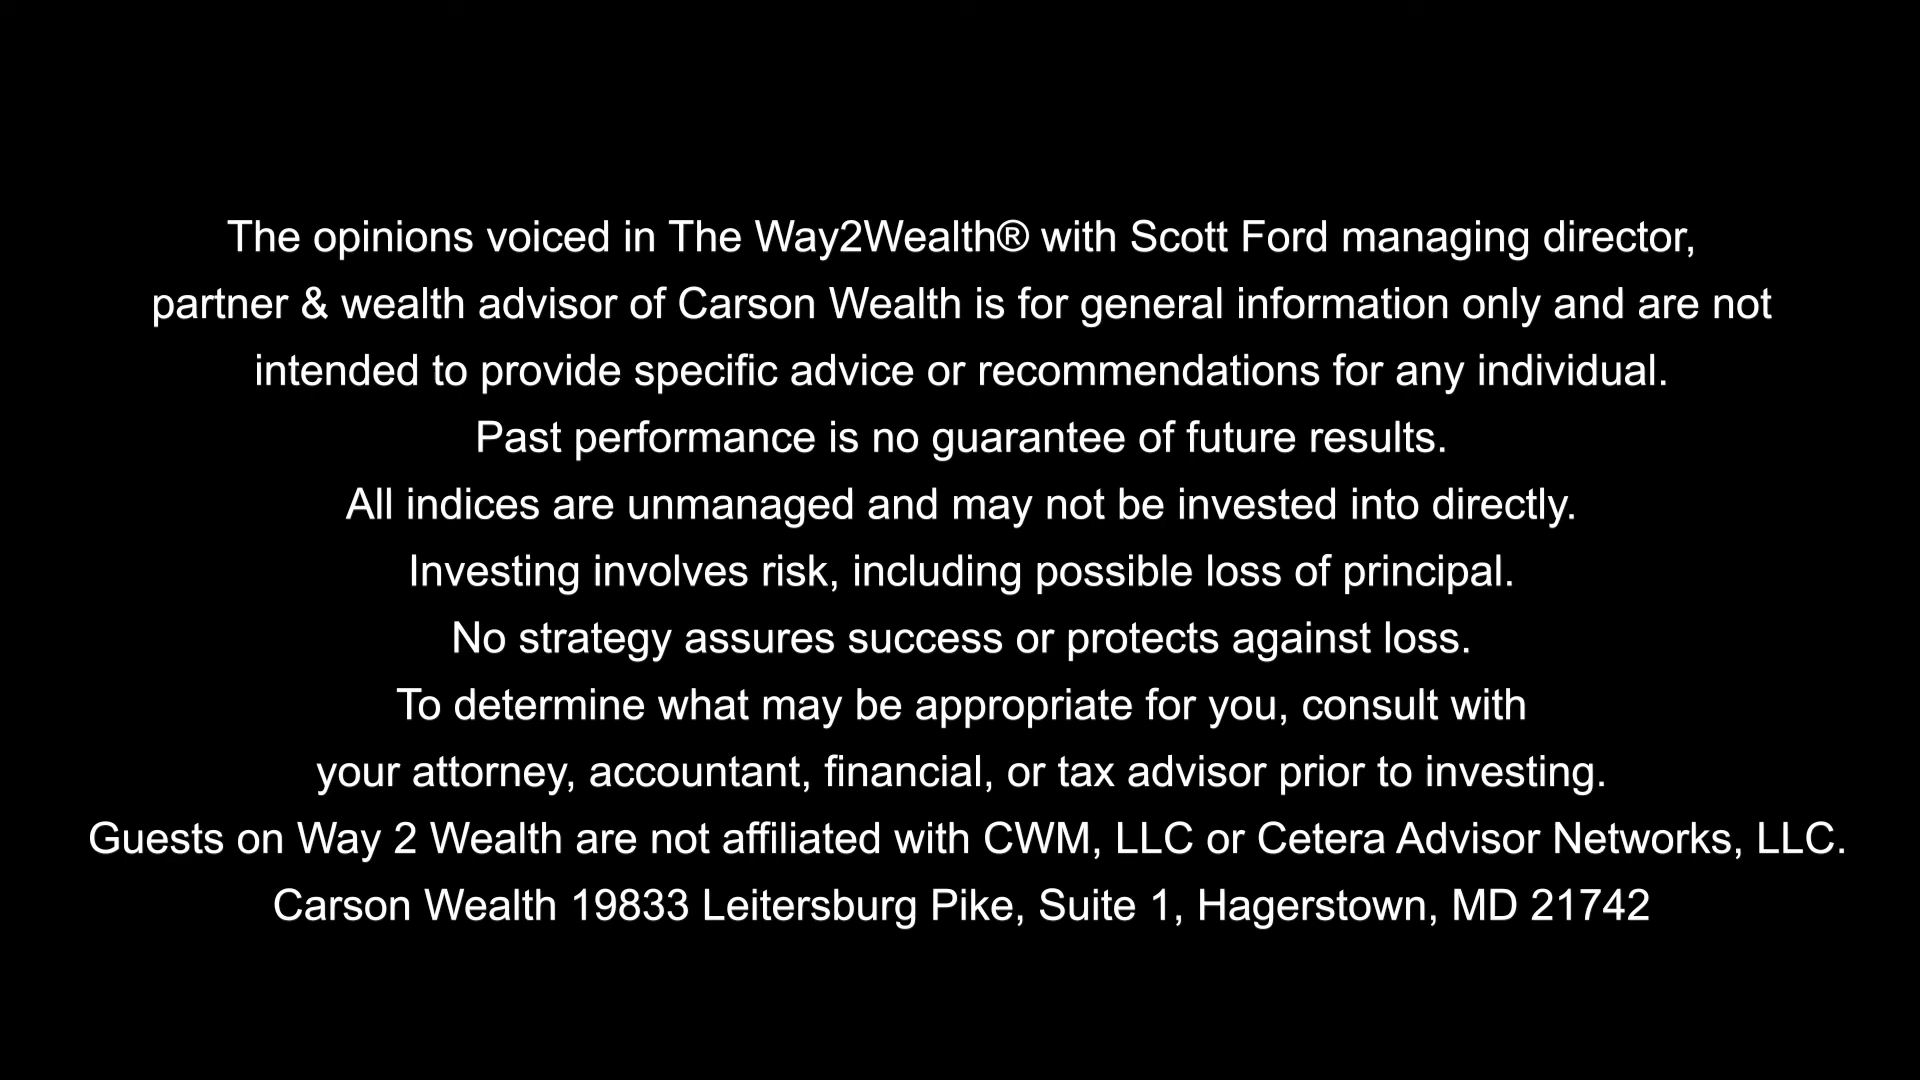 The opinions voiced in The Way2Wealth® with Scott Ford managing director,
partner & wealth advisor of Carson Wealth is for general information only and are not
intended to provide specific advice or recommendations for any individual.
Past performance is no guarantee of future results.
All indices are unmanaged and may not be invested into directly.
Investing involves risk, including possible loss of principal.
No strategy assures success or protects against loss.
To determine what may be appropriate for you, consult with
your attorney, accountant, financial, or tax advisor prior to investing.
Guests on Way 2 Wealth are not affiliated with CWM, LLC or Cetera Advisor Networks, LLC.
Carson Wealth 19833 Leitersburg Pike, Suite 1, Hagerstown, MD 21742